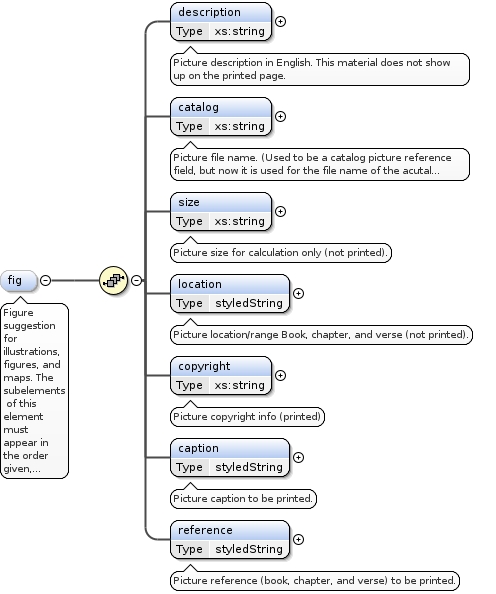 description
Type xs:string
Picture description in English. This material does not show
up on the printed page.
catalog
Type xs:string
Picture file name. (Used to be a catalog picture reference
field, but now it is used for the file name of the acutal...
size
Type xs:string
Picture size for calculation only (not printed).
fig
Figure
suggestion
for
illustrations,
figures, and
maps. The
subelements
of this
element
must
appear in
the order
given,...
location
Type styledString
Picture location/range Book, chapter, and verse (not printed).
copyright
Type xs:string
Picture copyright info (printed)
caption
Type styledString
Picture caption to be printed.
reference
Type styledString
Picture reference (book, chapter, and verse) to be printed.